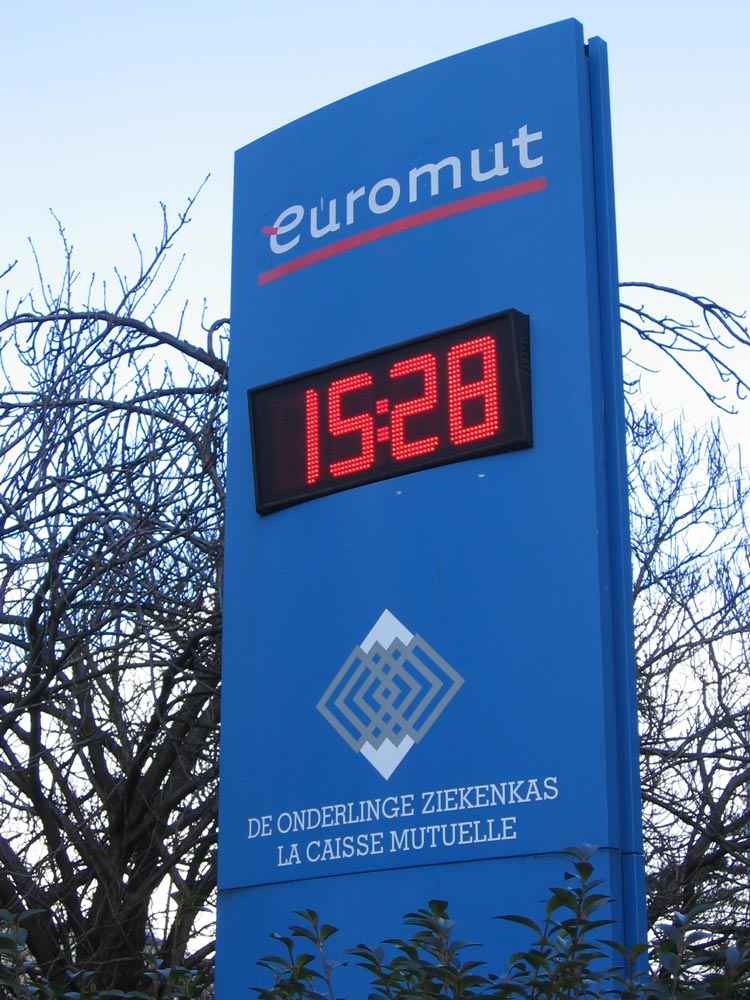 euromut
15:28
DE ONDERLINGE ZIEKENKAS
LA CAISSE MUTUELLE